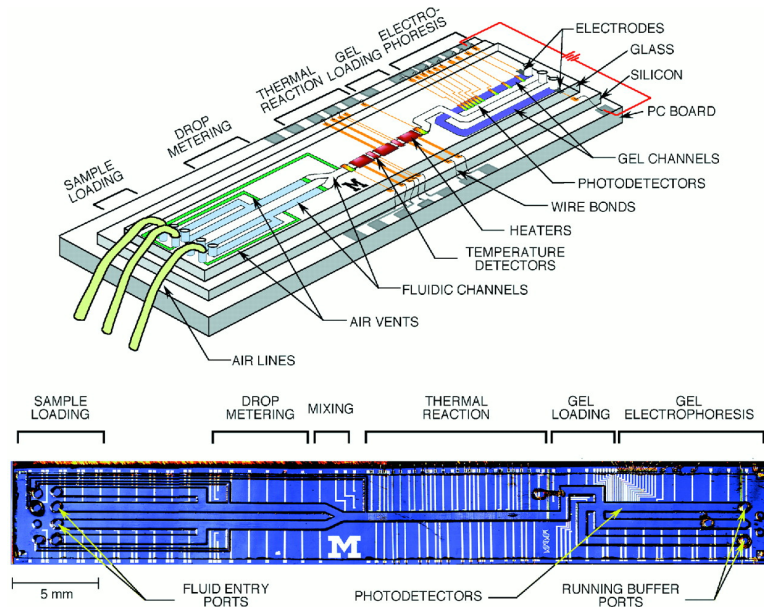 ELECTRO-
PHORESIS
GEL
LOADING
THERMAL
REACTION
DROP
METERING
SAMPLE
LOADING
ELECTRODES
GLASS
SILICON
PC BOARD
GEL CHANNELS
PHOTODETECTORS
WIRE BONDS
HEATERS
TEMPERATURE
DETECTORS
FLUIDIC CHANNELS
AIR VENTS
AIR LINES
M
SAMPLE
LOADING
DROP
METERING
MIXING
THERMAL
REACTION
GEL
LOADING
GEL
ELECTROPHORESIS
M
5 mm
FLUID ENTRY
PORTS
PHOTODETECTORS
RUNNING BUFFER
PORTS